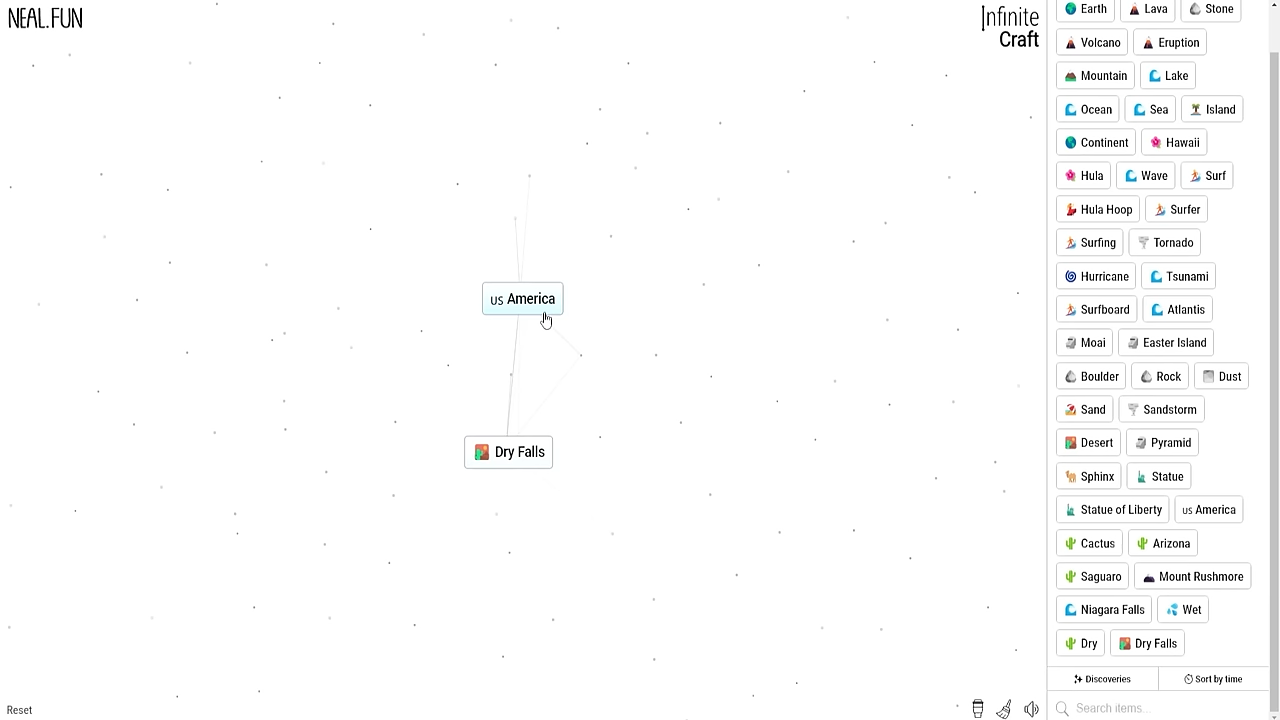 NEAL.FUN
Infinite
Craft
US America
Dry Falls
Earth Lava Stone
Volcano Eruption
Mountain Lake
Ocean Sea Island
Continent Hawaii
Hula Wave Surf
Hula Hoop Surfer
Surfing Tornado
Hurricane Tsunami
Surfboard Atlantis
Moai Easter Island
Boulder Rock Dust
Sand Sandstorm
Desert Pyramid
Sphinx Statue
Statue of Liberty US America
Cactus Arizona
Saguaro Mount Rushmore
Niagara Falls Wet
Dry Dry Falls
Discoveries Sort by time
Search items...
Reset